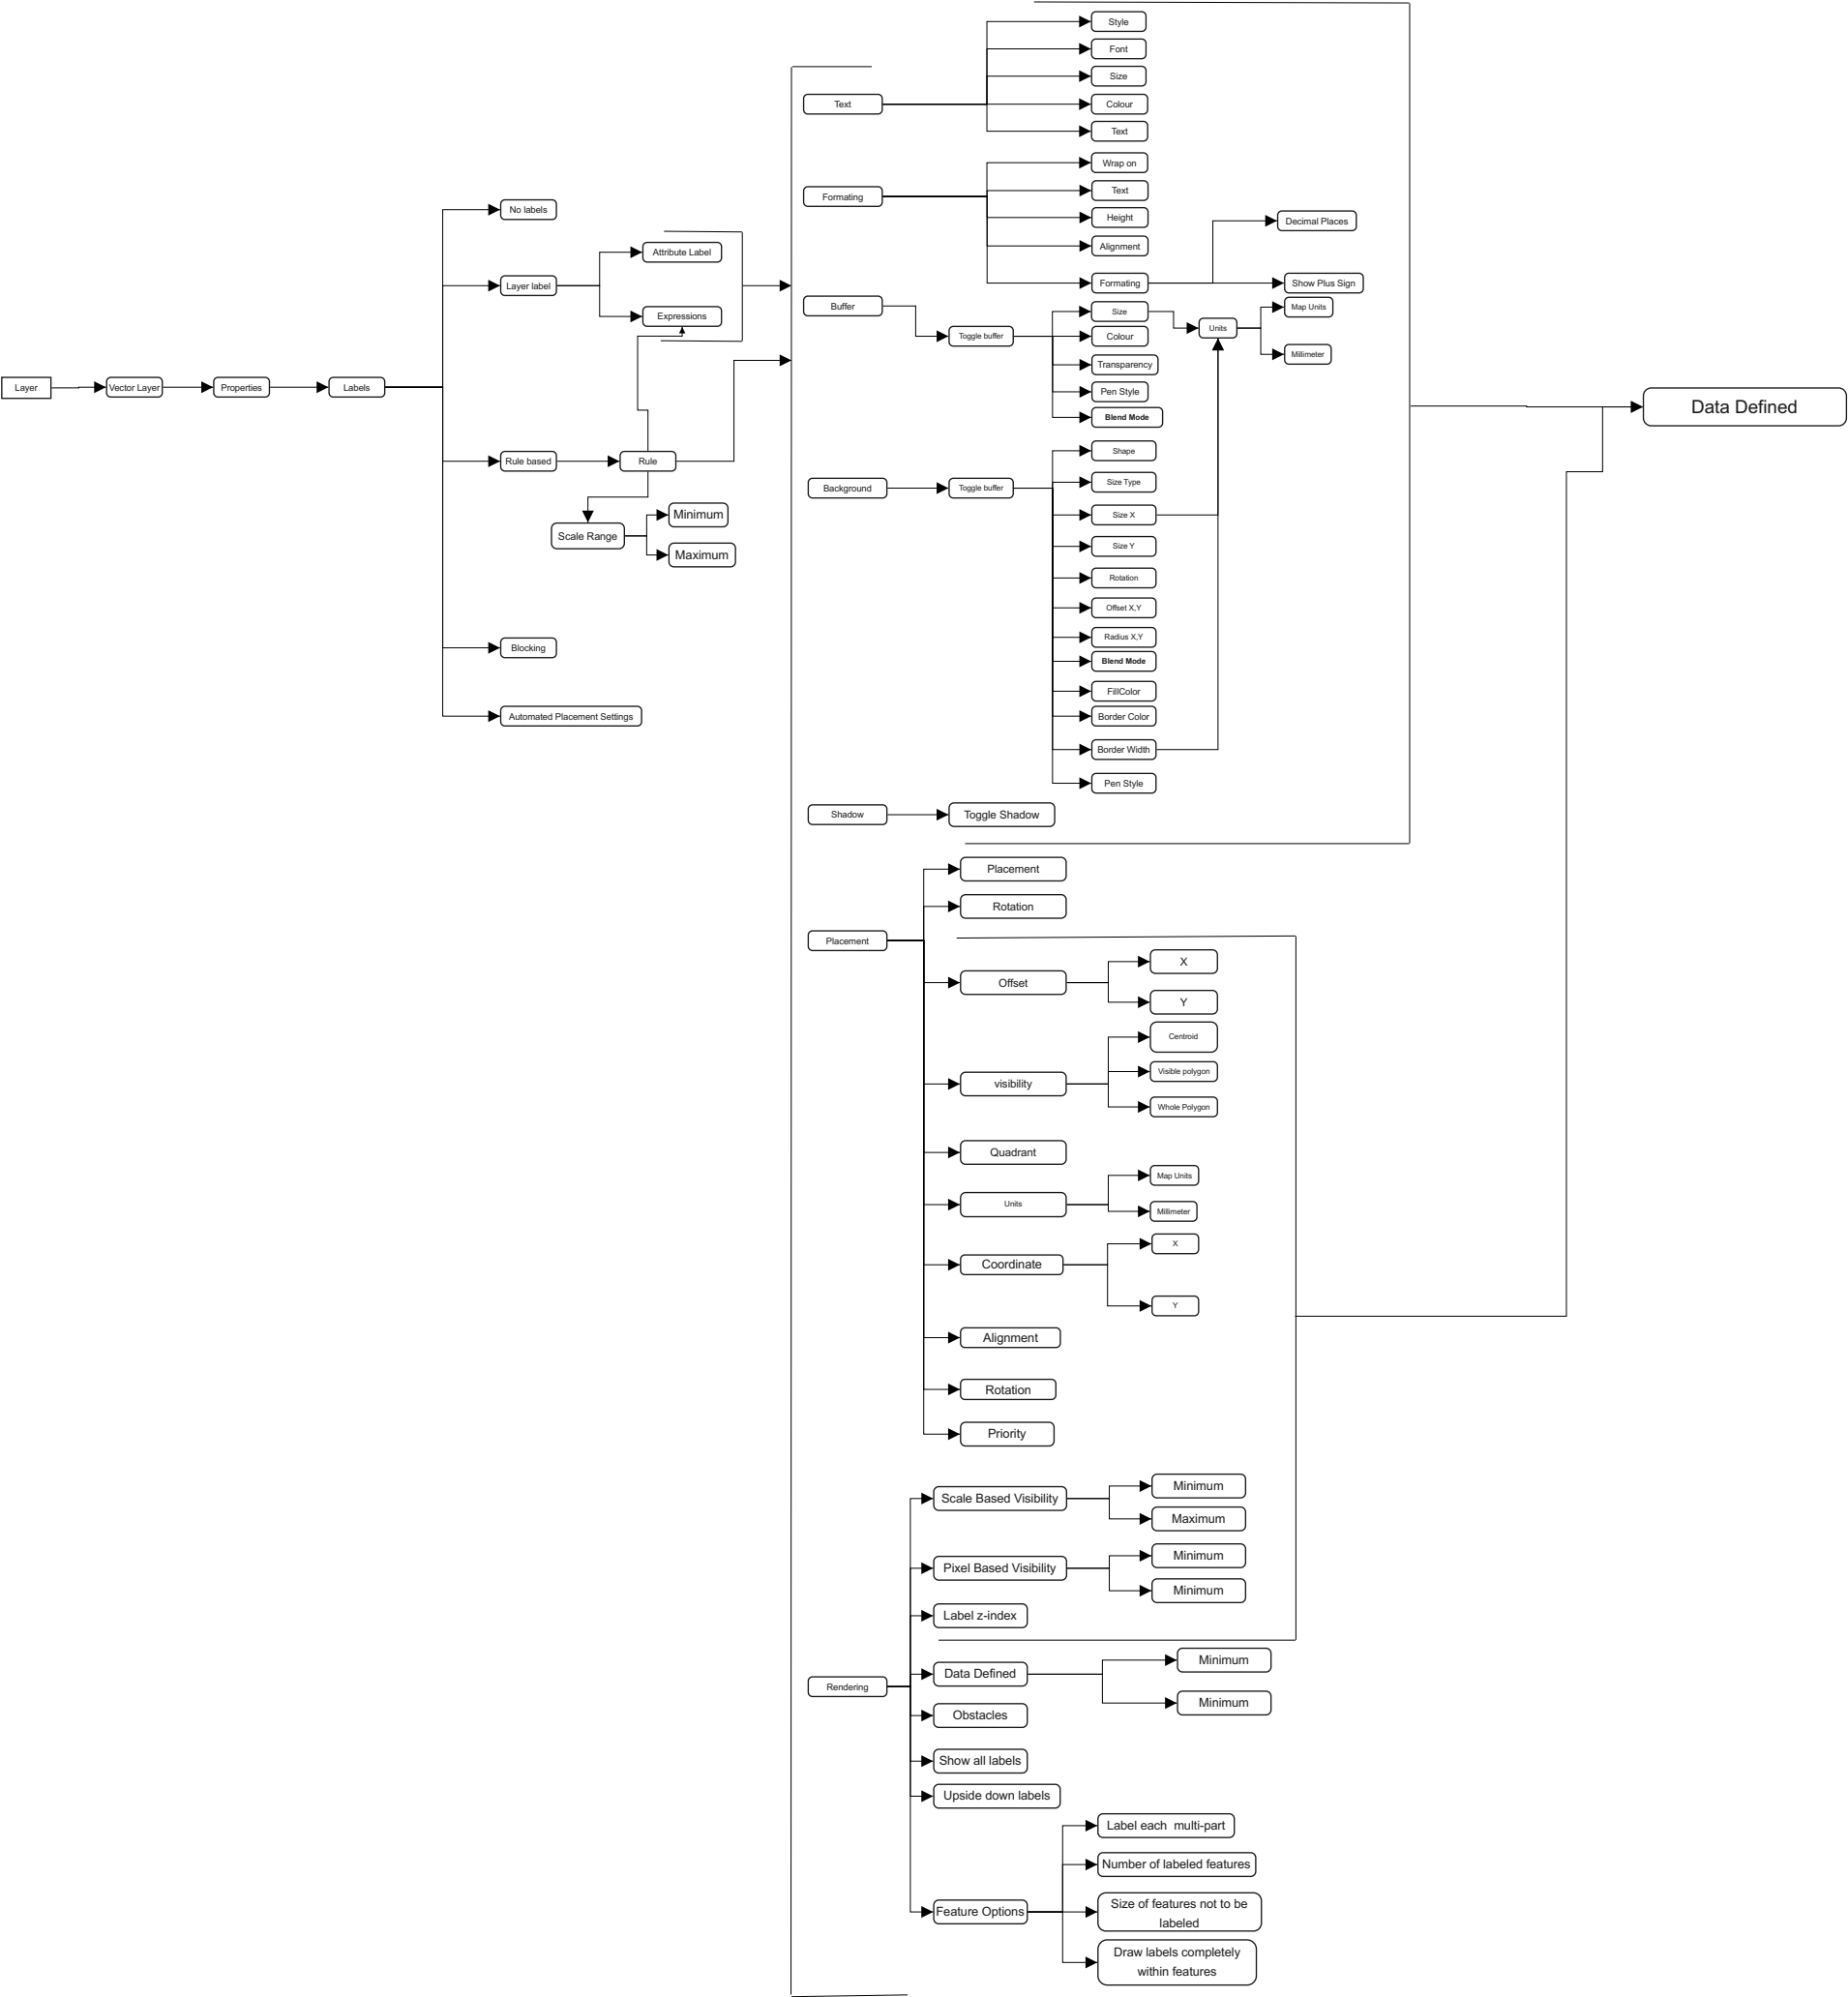 Layer
Vector Layer
Properties
Labels
No labels
Layer label
Attribute Label
Expressions
Rule based
Rule
Scale Range
Minimum
Maximum
Blocking
Automated Placement Settings
Text
Style
Font
Size
Colour
Text
Formating
Wrap on
Text
Height
Alignment
Formating
Decimal Places
Show Plus Sign
Buffer
Toggle buffer
Size
Colour
Transparency
Pen Style
Blend Mode
Units
Map Units
Millimeter
Background
Toggle buffer
Shape
Size Type
Size X
Size Y
Rotation
Offset X,Y
Radius X,Y
Blend Mode
FillColor
Border Color
Border Width
Pen Style
Shadow
Toggle Shadow
Placement
Placement
Rotation
Offset
X
Y
visibility
Centroid
Visible polygon
Whole Polygon
Quadrant
Units
Map Units
Millimeter
Coordinate
X
Y
Alignment
Rotation
Priority
Rendering
Scale Based Visibility
Minimum
Maximum
Pixel Based Visibility
Minimum
Minimum
Label z-index
Data Defined
Minimum
Minimum
Obstacles
Show all labels
Upside down labels
Feature Options
Label each  multi-part
Number of labeled features
Size of features not to be
labeled
Draw labels completely
within features
Data Defined